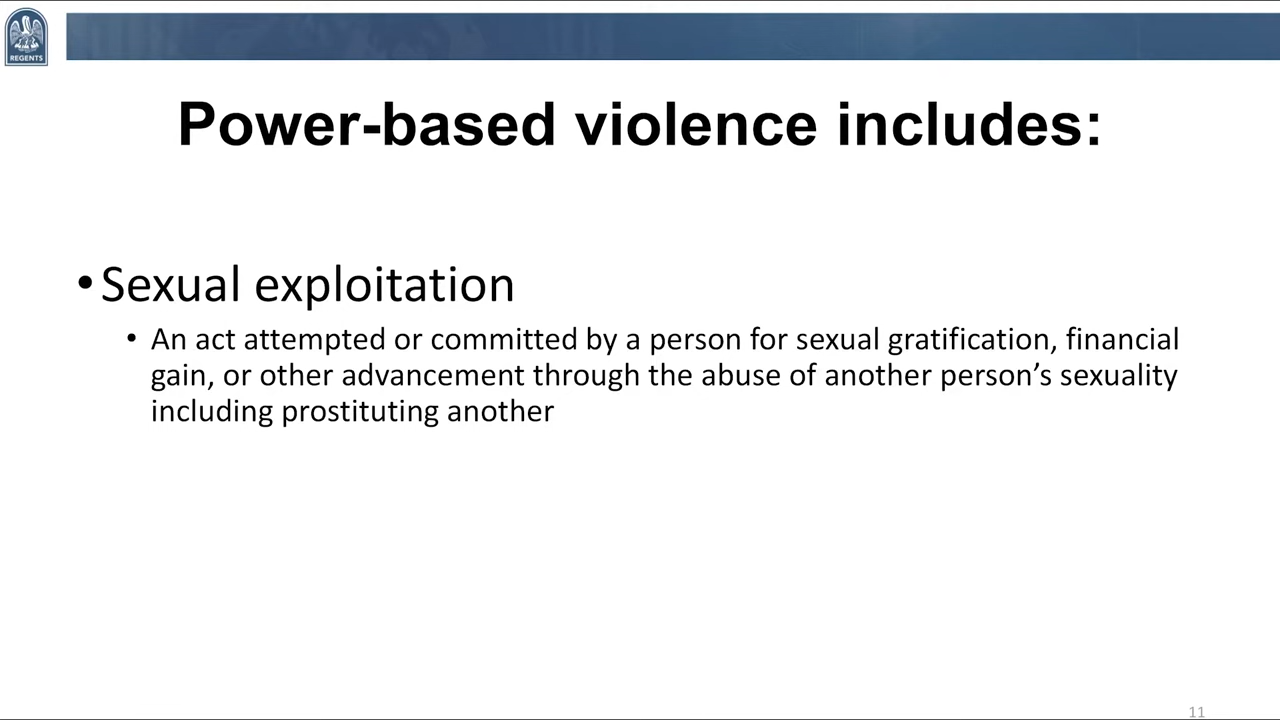 REGENTS
Power-based violence includes:
• Sexual exploitation
• An act attempted or committed by a person for sexual gratification, financial
gain, or other advancement through the abuse of another person’s sexuality
including prostituting another
11